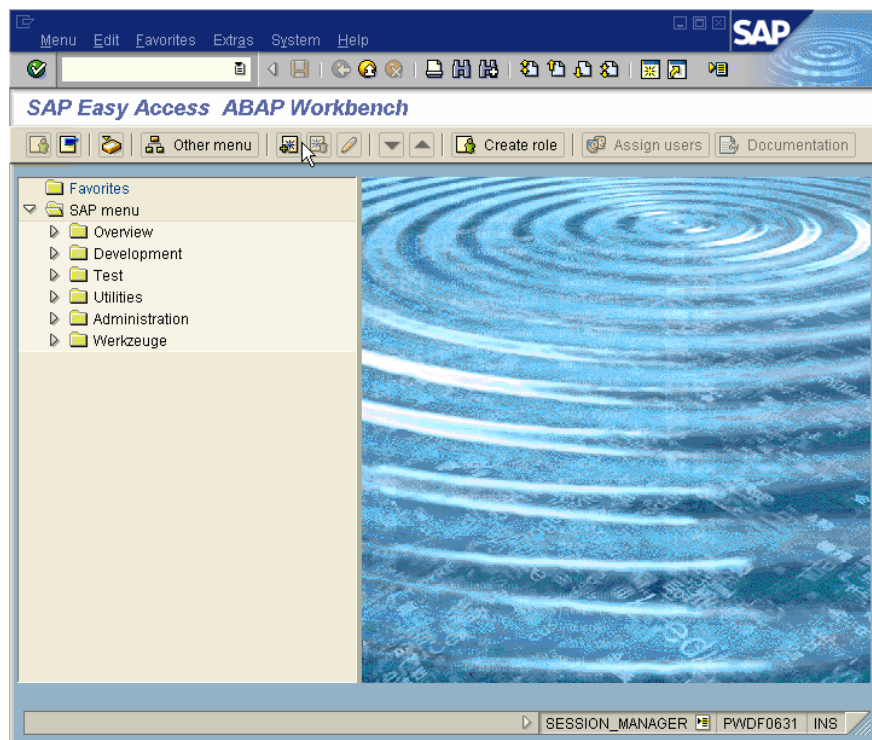 Menu Edit Favorites Extras System Help
SAP
SAP Easy Access ABAP Workbench
Other menu Create role Assign users Documentation
Favorites
SAP menu
Overview
Development
Test
Utilities
Administration
Werkzeuge
SESSION_MANAGER PWDF0631 INS